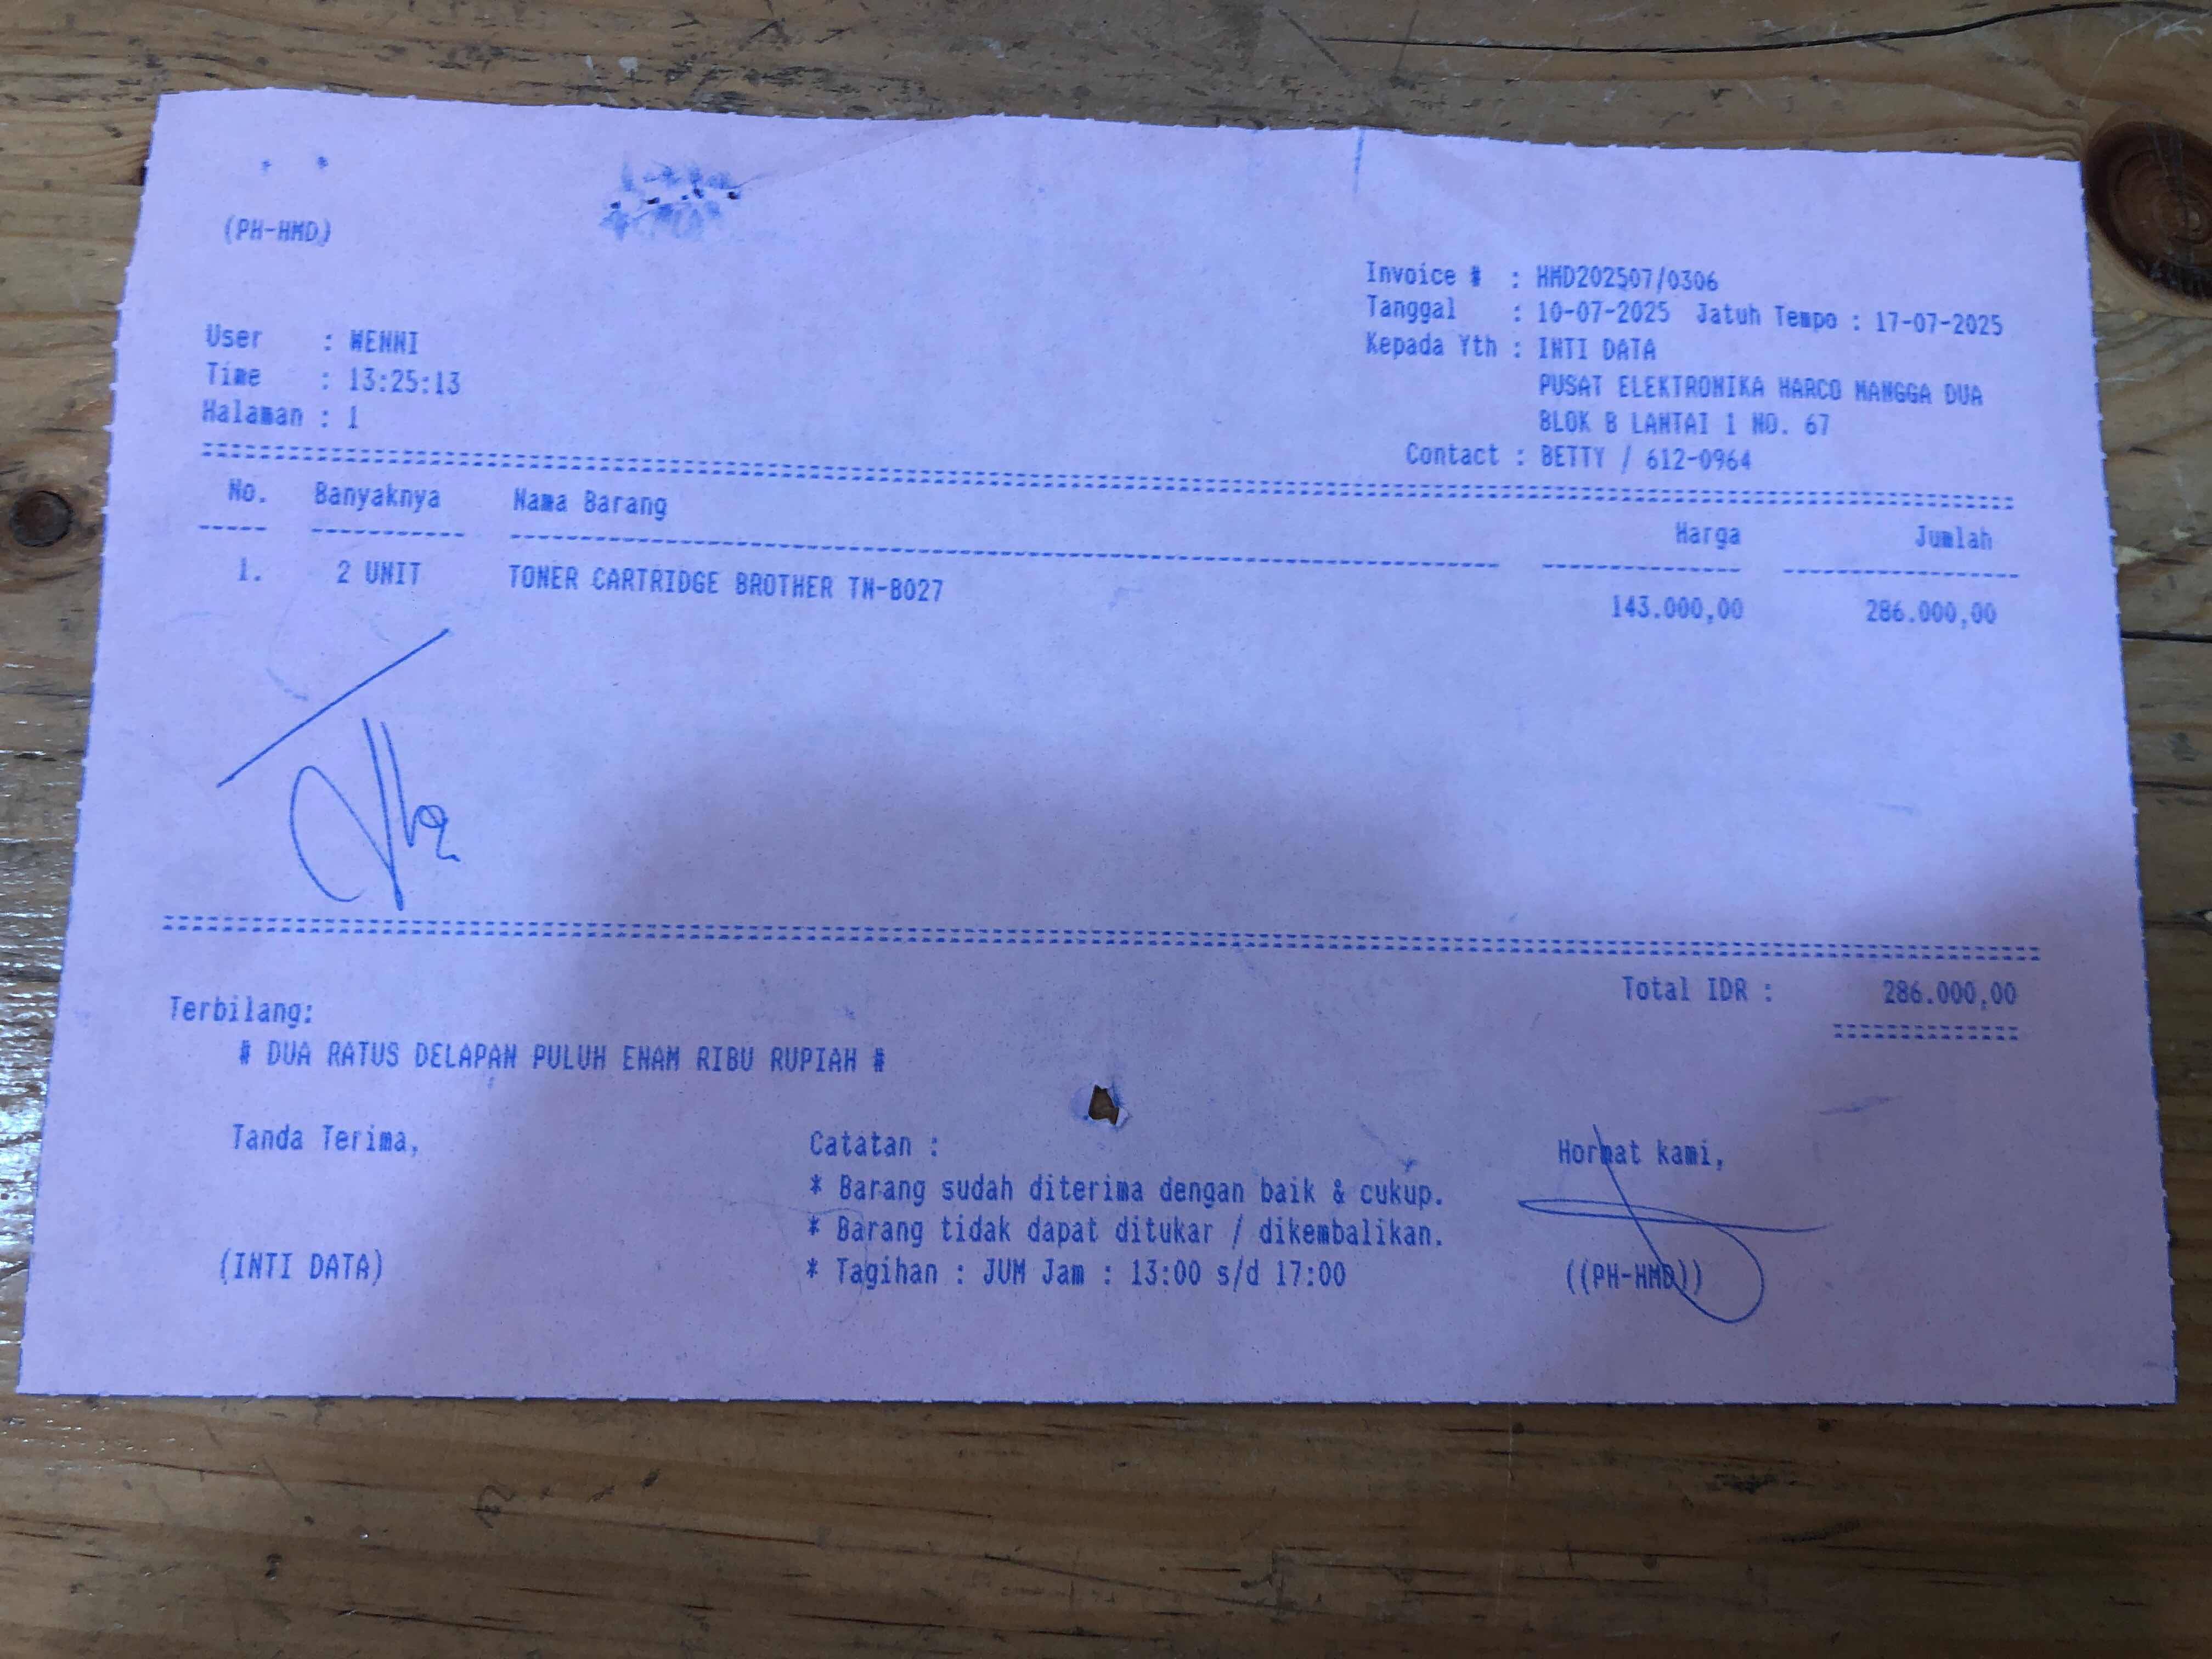 (PH-HMD)
Invoice # : HMD202507/0306
Tanggal : 10-07-2025 Jatuh Tempo : 17-07-2025
Kepada Yth : INTI DATA
PUSAT ELEKTRONIKA HARCO MANGGA DUA
BLOK B LANTAI 1 NO. 67
Contact : BETTY / 612-0964
User : WENNI
Time : 13:25:13
Halaman : 1
No. Banyaknya Nama Barang Harga Jumlah
1. 2 UNIT TONER CARTRIDGE BROTHER TN-B027 143.000,00 286.000,00
Total IDR : 286.000,00
Terbilang:
# DUA RATUS DELAPAN PULUH ENAM RIBU RUPIAH #
Tanda Terima,
(INTI DATA)
Catatan :
* Barang sudah diterima dengan baik & cukup.
* Barang tidak dapat ditukar / dikembalikan.
* Tagihan : JUM Jam : 13:00 s/d 17:00
Hormat kami,
((PH-HMD))